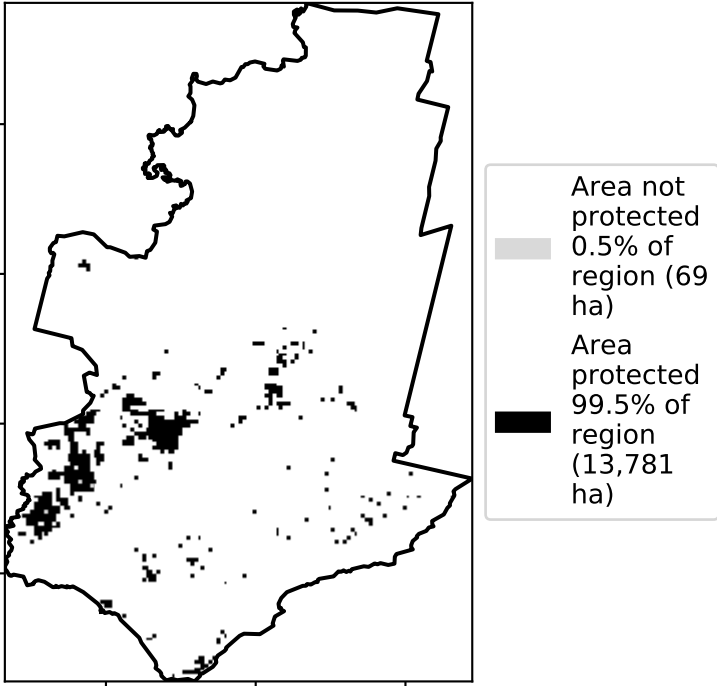 Area not
protected
0.5% of
region (69
ha)
Area
protected
99.5% of
region
(13,781
ha)